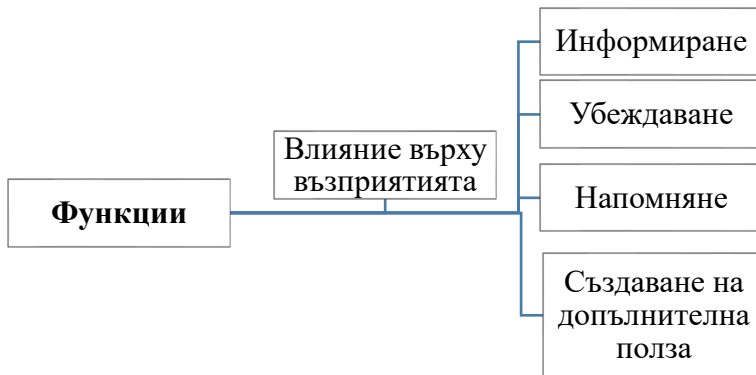 Функции
Влияние върху
възприятията
Информиране
Убеждаване
Напомняне
Създаване на
допълнителна
полза